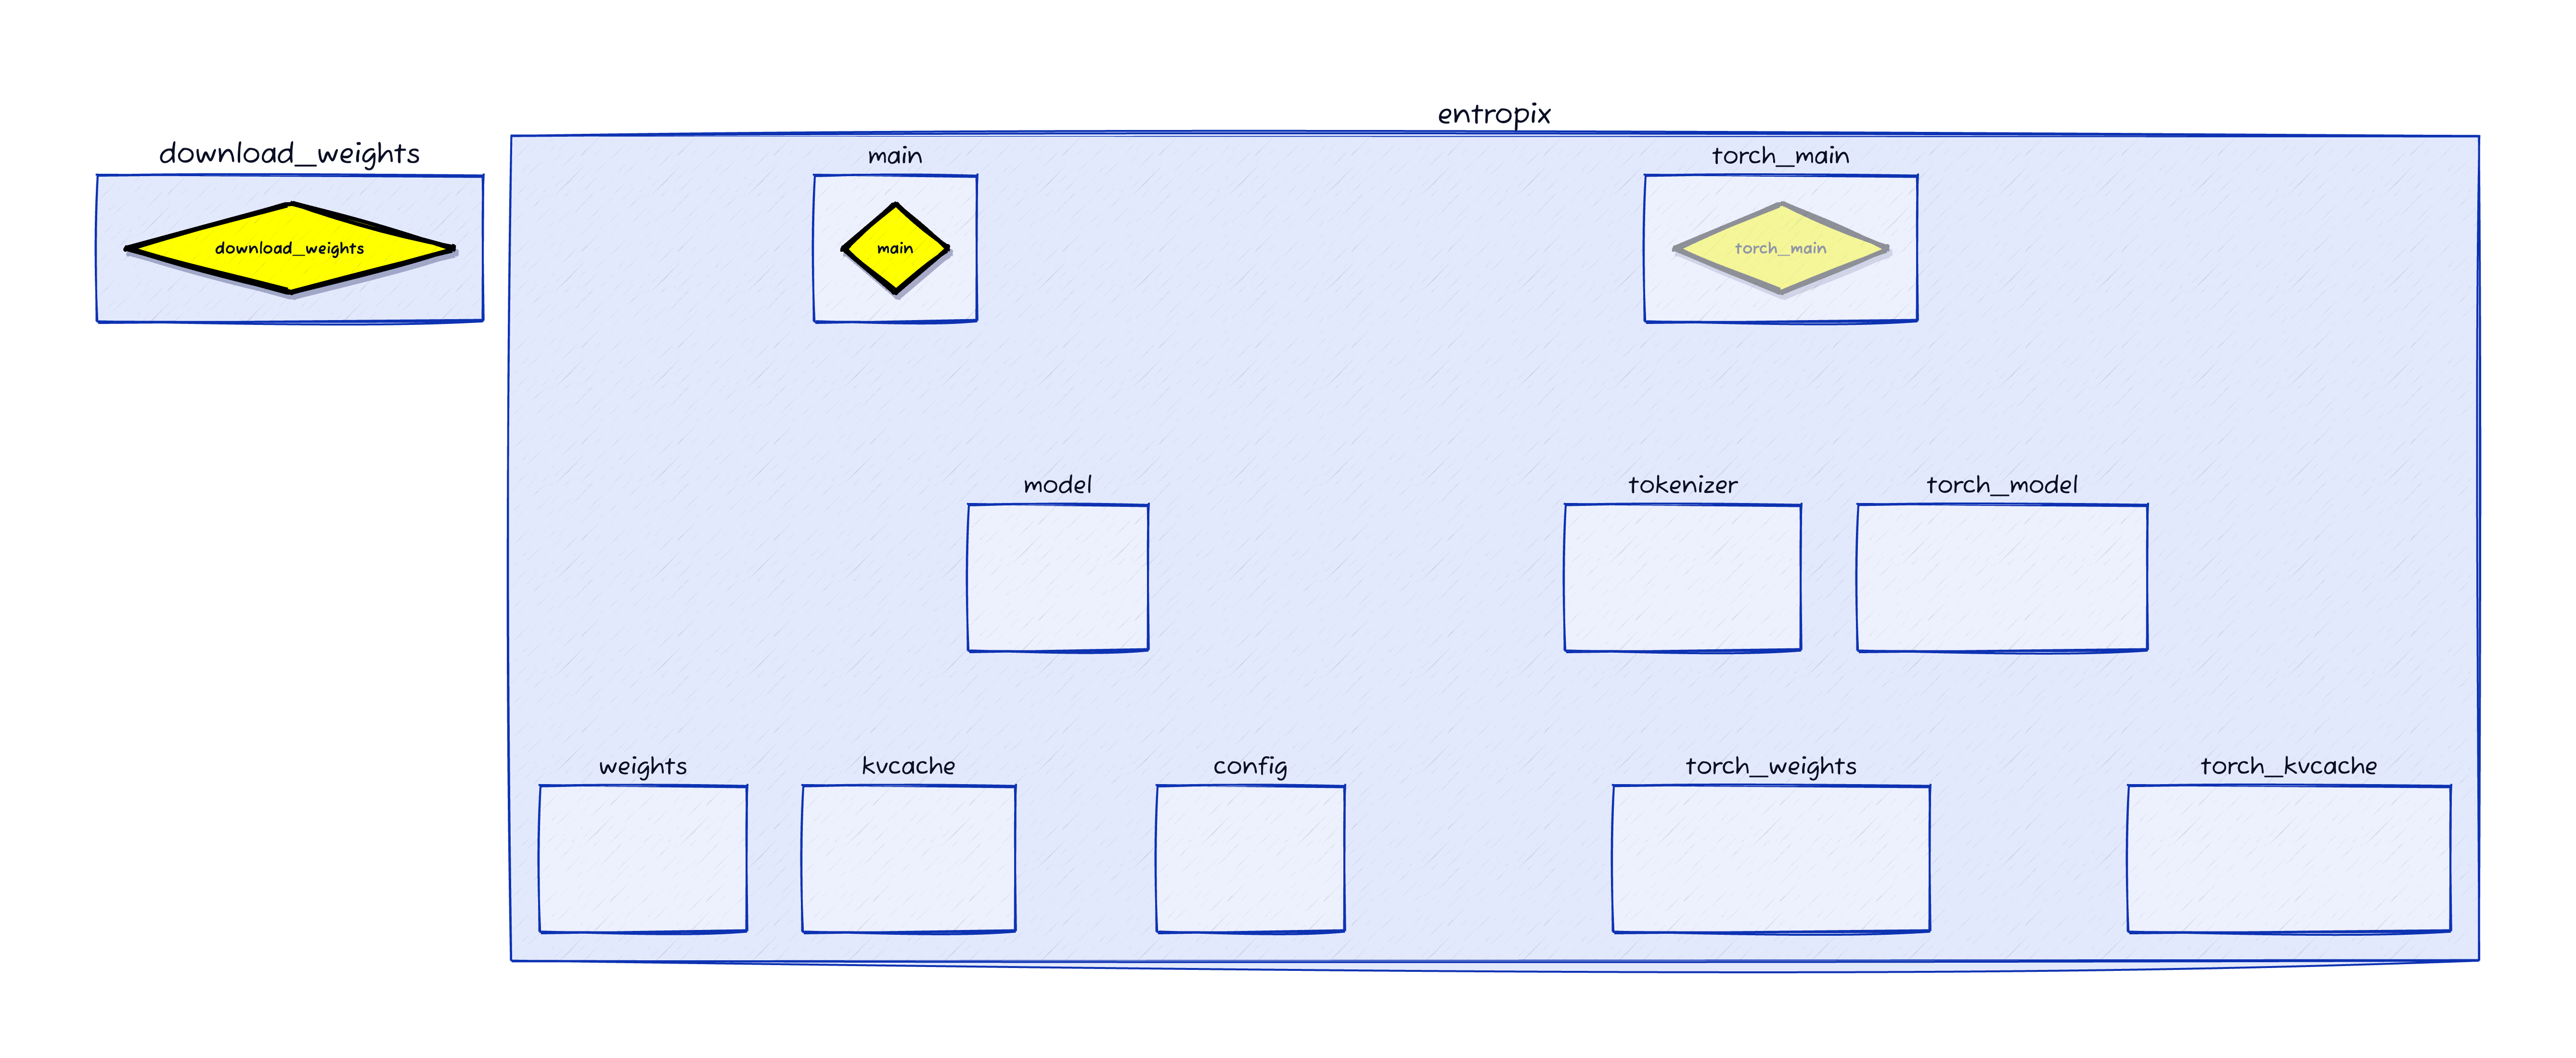 entropix
download_weights
download_weights
main
main
torch_main
torch_main
model
tokenizer
torch_model
weights
kvcache
config
torch_weights
torch_kvcache